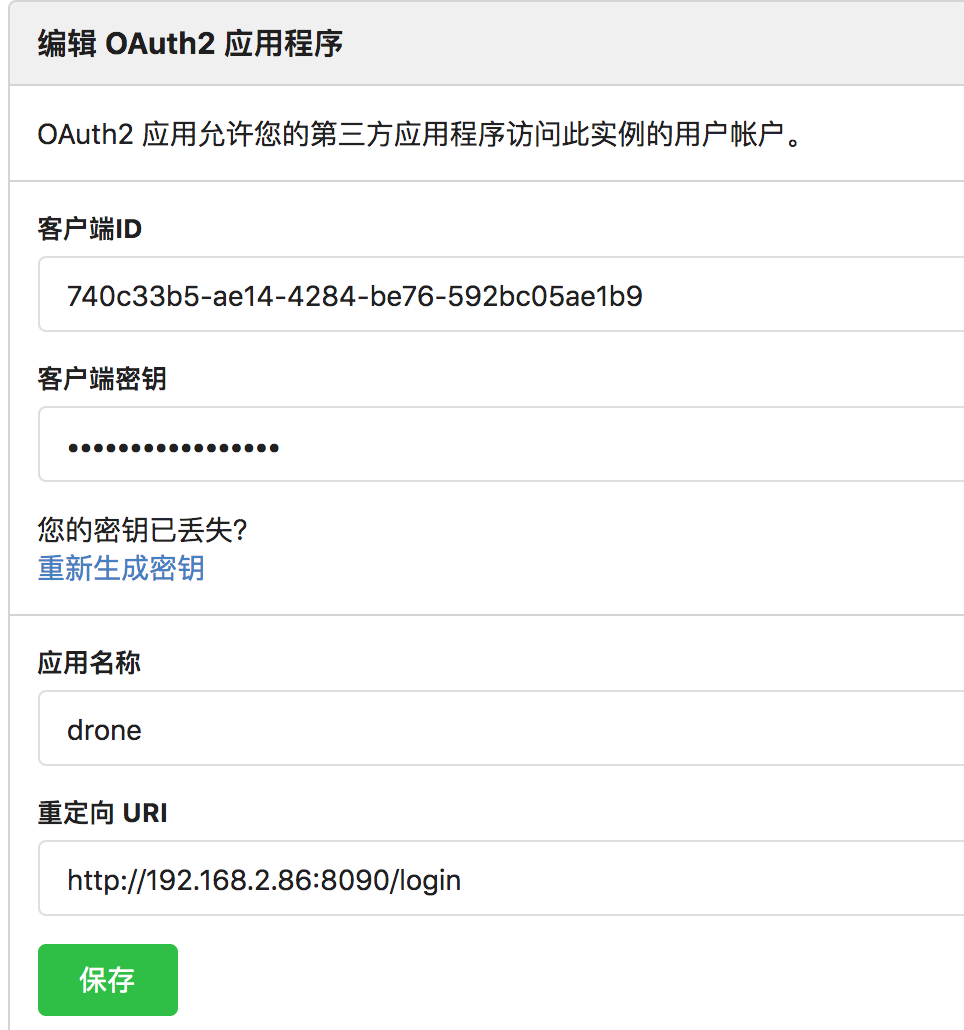 编辑 OAuth2 应用程序
OAuth2 应用允许您的第三方应用程序访问此实例的用户帐户。
客户端ID
740c33b5-ae14-4284-be76-592bc05ae1b9
客户端密钥
•••••••••••••••••
您的密钥已丢失?
重新生成密钥
应用名称
drone
重定向 URI
http://192.168.2.86:8090/login
保存